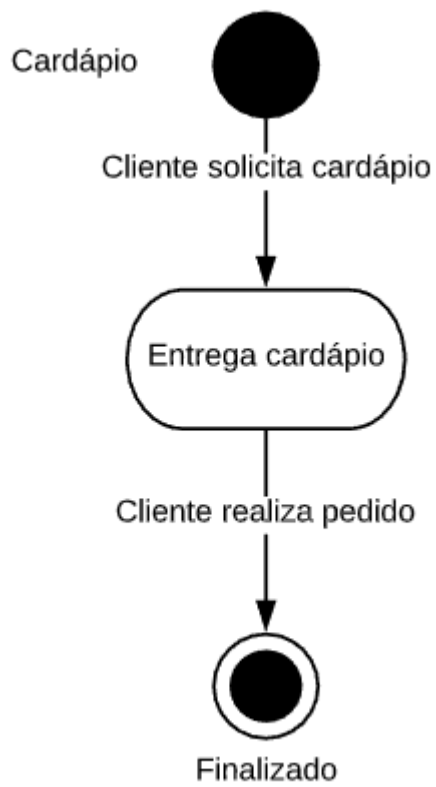 Cardápio
Cliente solicita cardápio
Entrega cardápio
Cliente realiza pedido
Finalizado